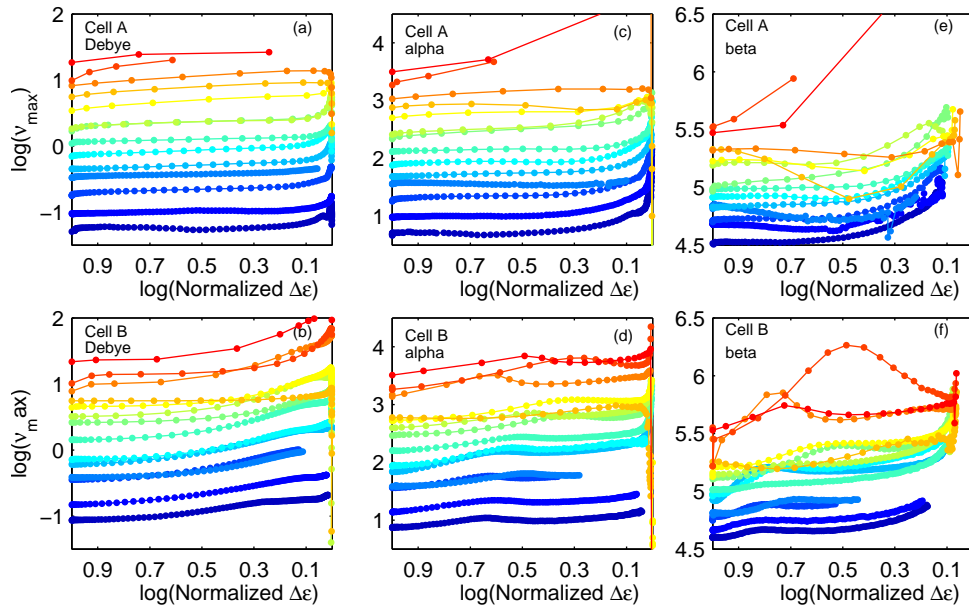 2
1
0
−1
log(ν_max)
Cell A
Debye
(a)
0.9 0.7 0.5 0.3 0.1
log(Normalized Δε)
4
3
2
1
Cell A
alpha
(c)
0.9 0.7 0.5 0.3 0.1
log(Normalized Δε)
6.5
6
5.5
5
4.5
Cell A
beta
(e)
0.9 0.7 0.5 0.3 0.1
log(Normalized Δε)
2
1
0
−1
log(ν_m ax)
Cell B
Debye
(b)
0.9 0.7 0.5 0.3 0.1
log(Normalized Δε)
4
3
2
1
Cell B
alpha
(d)
0.9 0.7 0.5 0.3 0.1
log(Normalized Δε)
6.5
6
5.5
5
4.5
Cell B
beta
(f)
0.9 0.7 0.5 0.3 0.1
log(Normalized Δε)